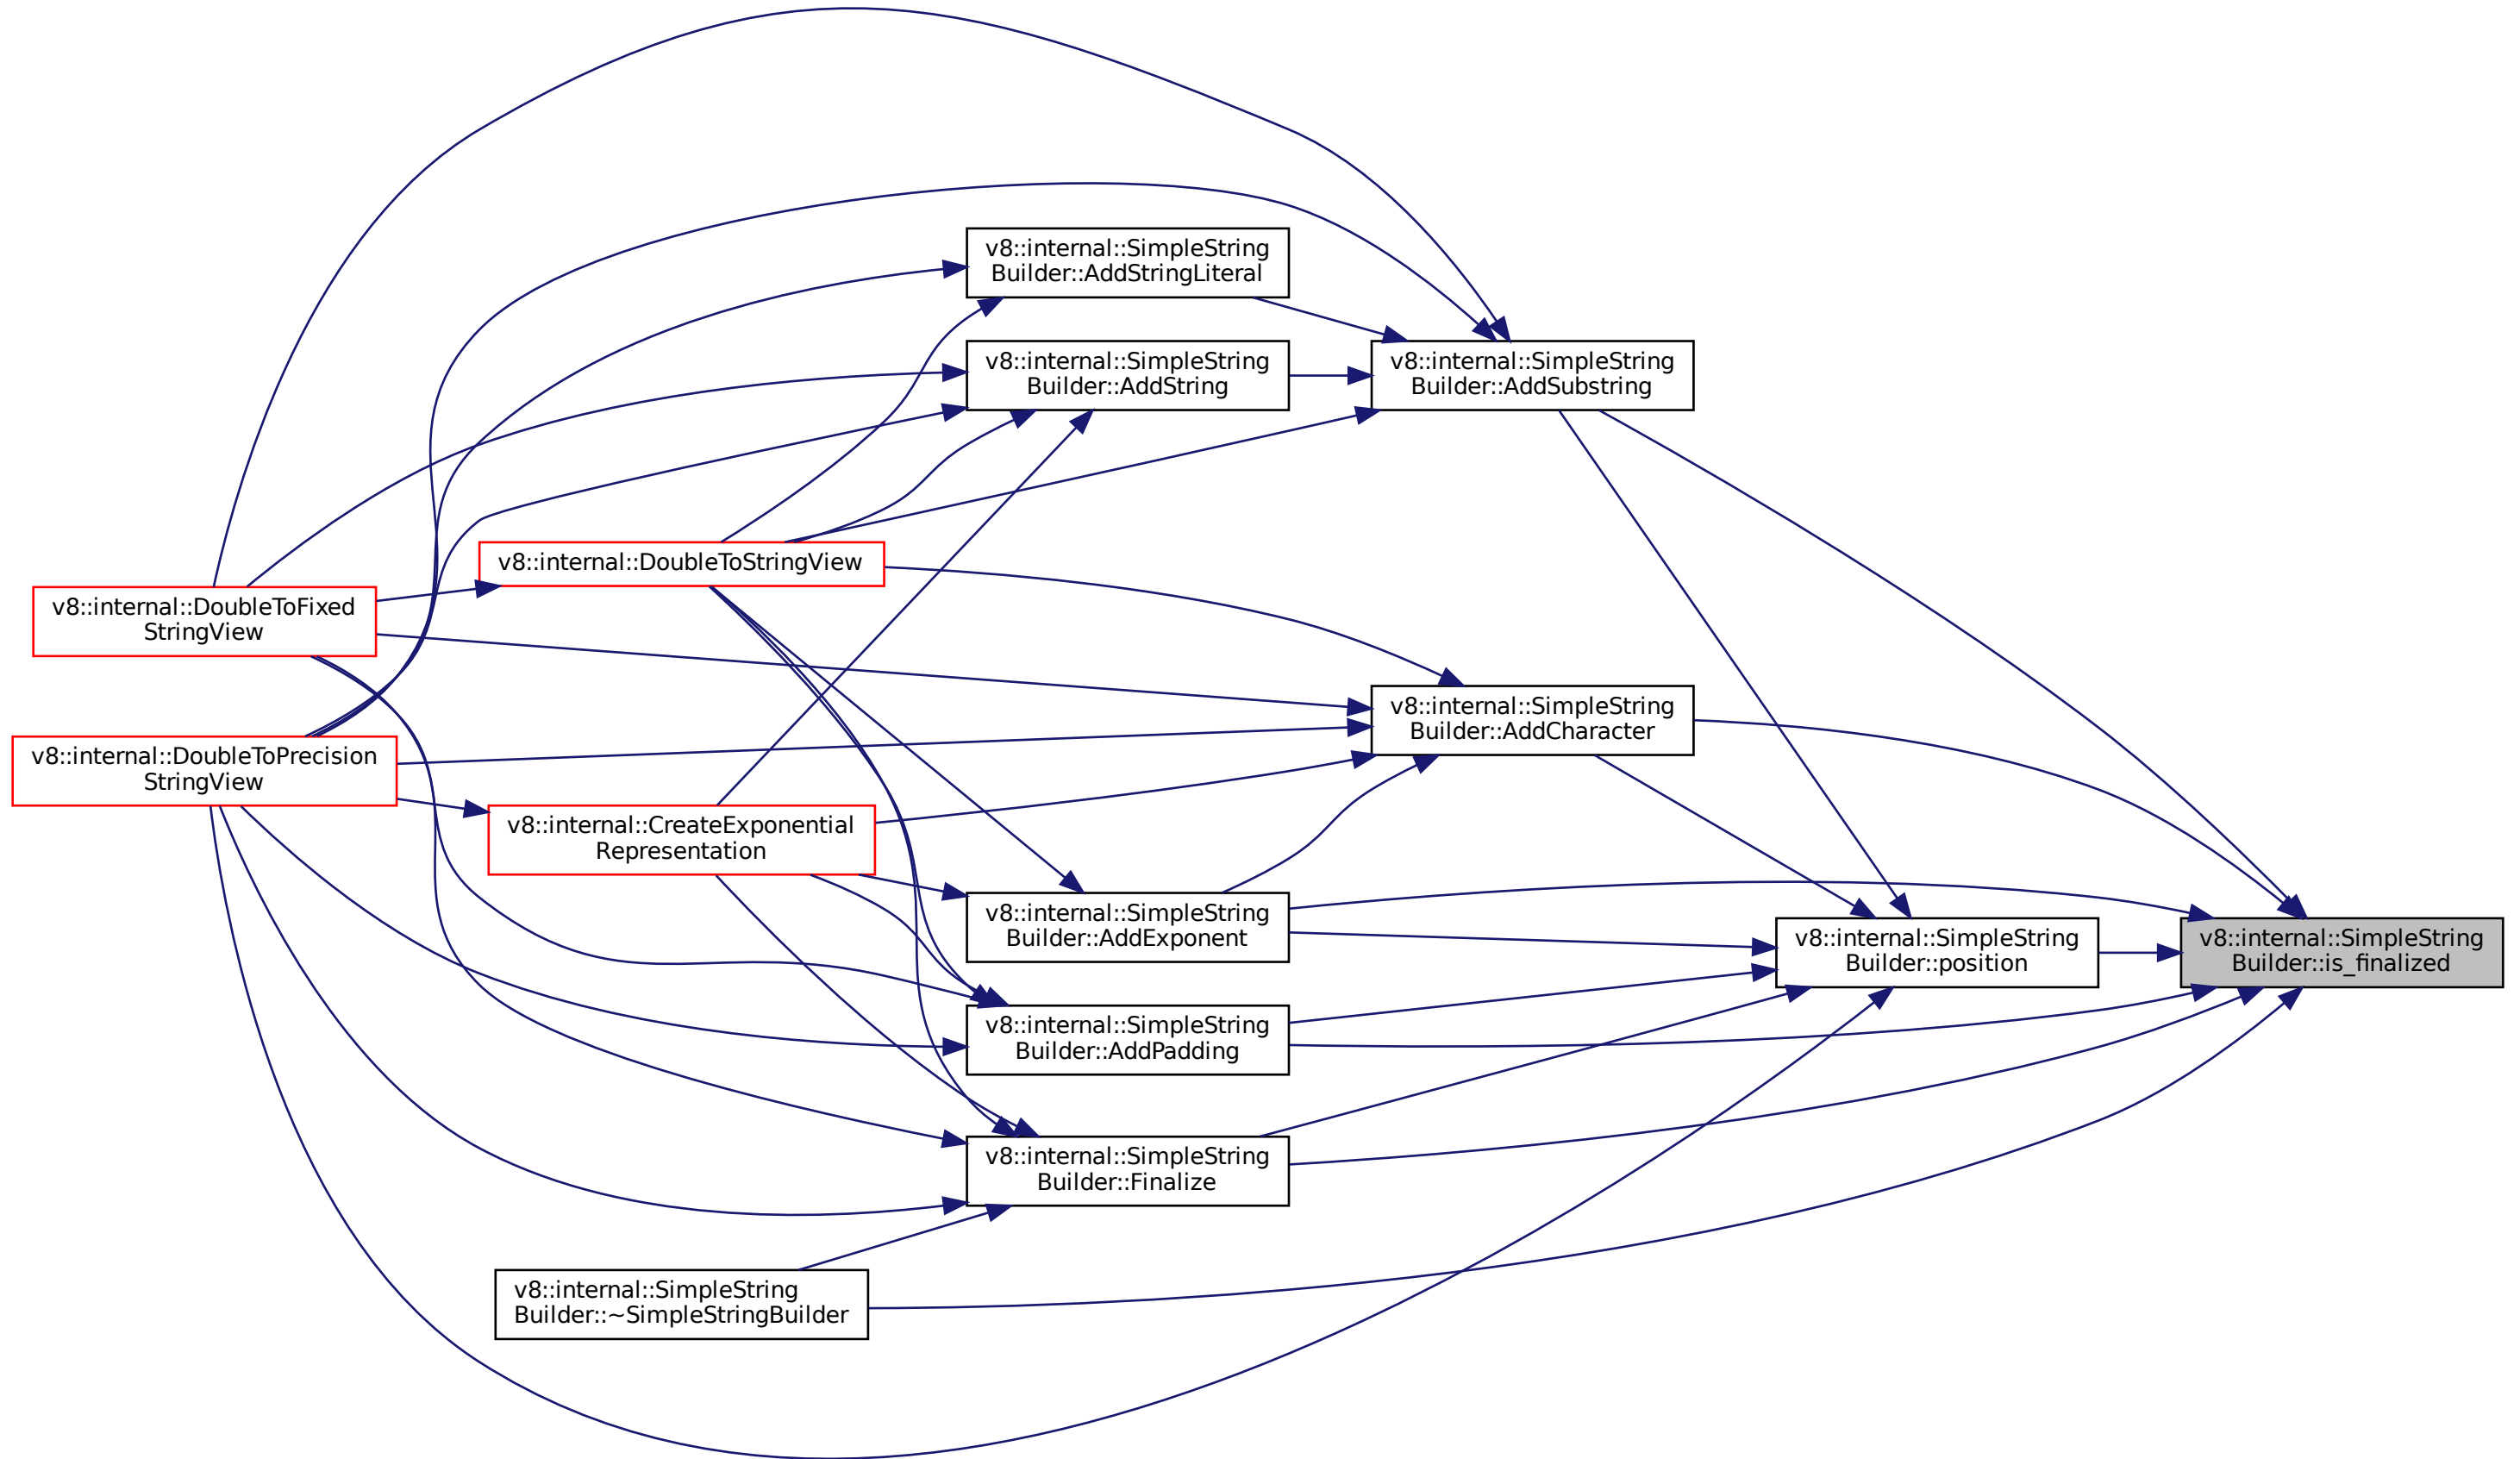 v8::internal::SimpleString
Builder::AddStringLiteral
v8::internal::SimpleString
Builder::AddString
v8::internal::SimpleString
Builder::AddSubstring
v8::internal::DoubleToStringView
v8::internal::DoubleToFixed
StringView
v8::internal::SimpleString
Builder::AddCharacter
v8::internal::DoubleToPrecision
StringView
v8::internal::CreateExponential
Representation
v8::internal::SimpleString
Builder::AddExponent
v8::internal::SimpleString
Builder::position
v8::internal::SimpleString
Builder::is_finalized
v8::internal::SimpleString
Builder::AddPadding
v8::internal::SimpleString
Builder::Finalize
v8::internal::SimpleString
Builder::~SimpleStringBuilder